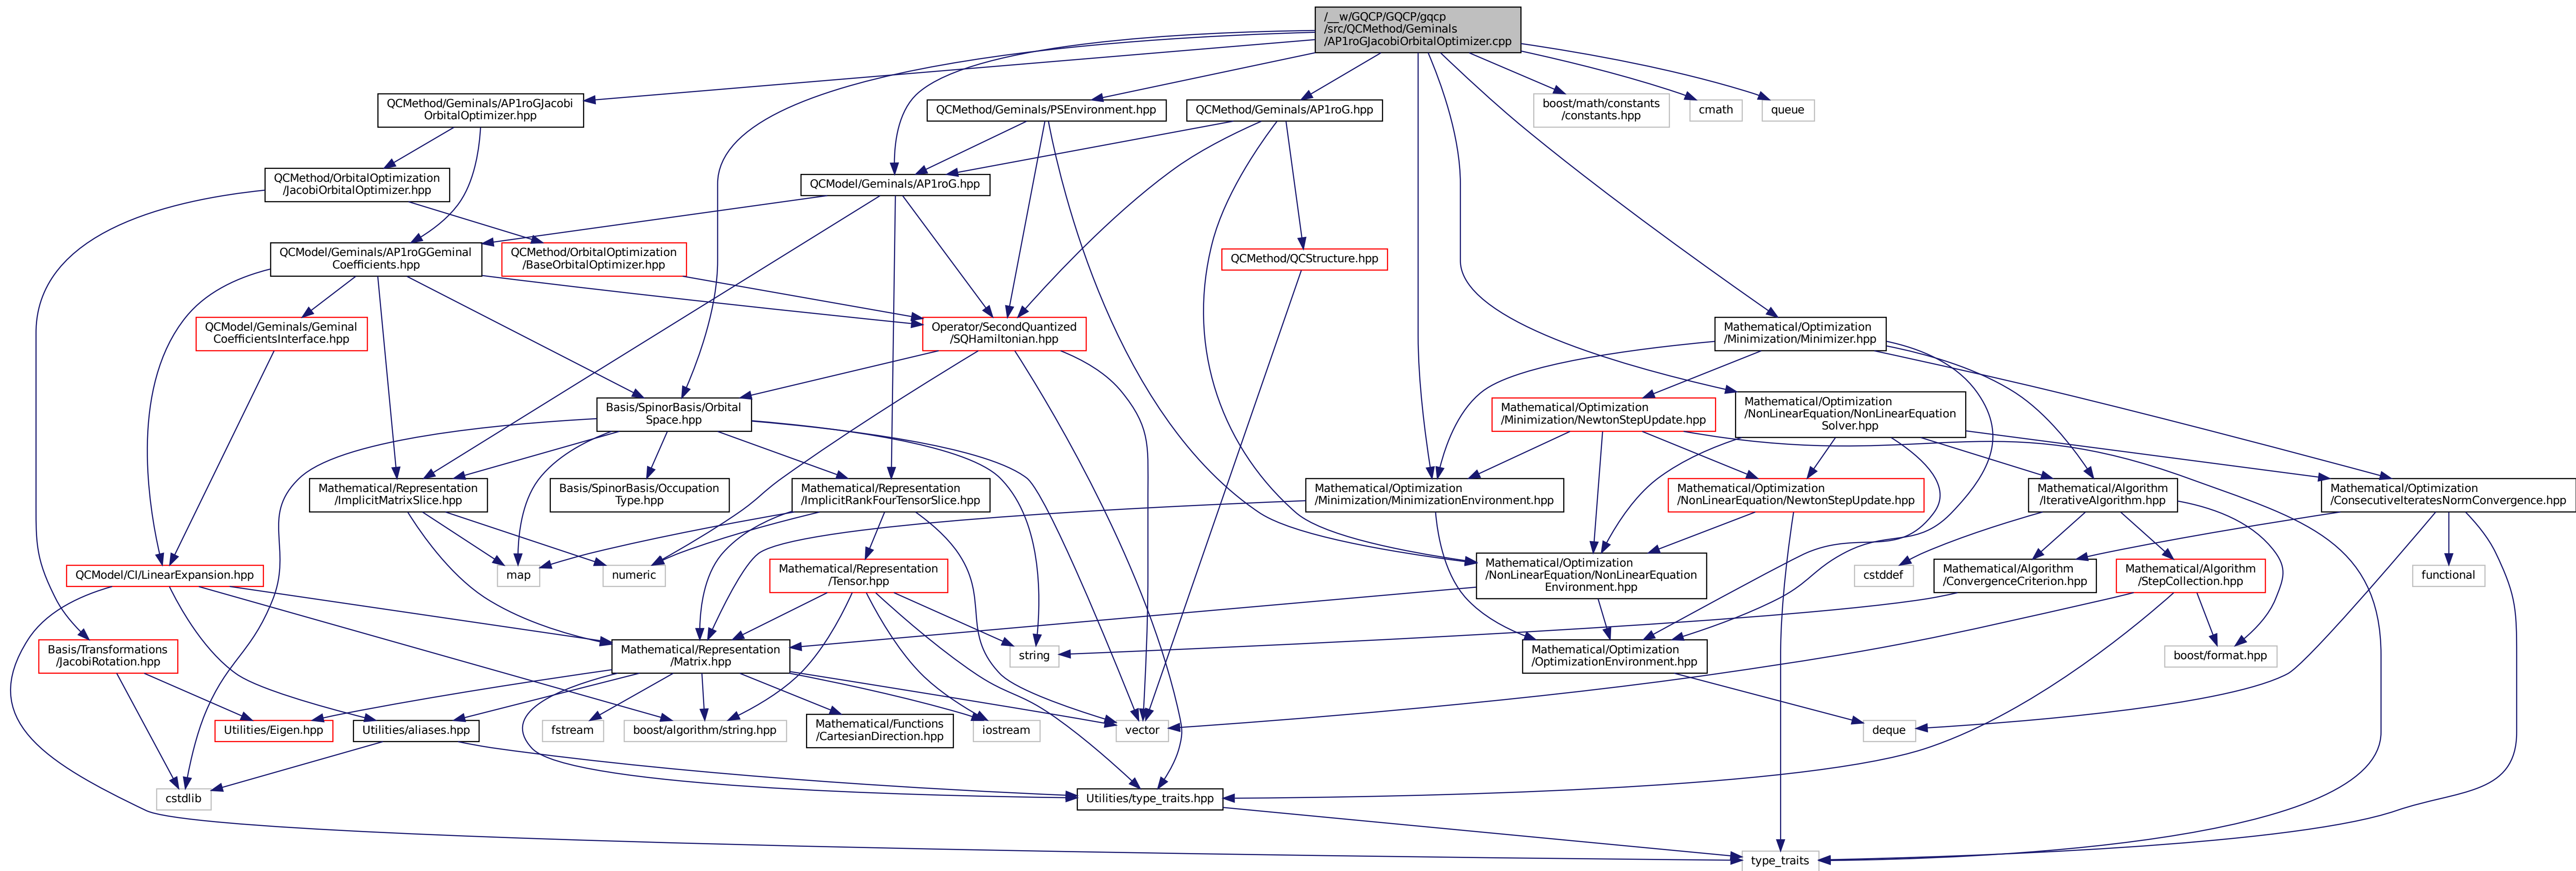 /__w/GQCP/GQCP/gqcp
/src/QCMethod/Geminals
/AP1roGJacobiOrbitalOptimizer.cpp
QCMethod/Geminals/AP1roGJacobi
OrbitalOptimizer.hpp
QCMethod/Geminals/PSEnvironment.hpp
QCMethod/Geminals/AP1roG.hpp
boost/math/constants
/constants.hpp
cmath
queue
QCMethod/OrbitalOptimization
/JacobiOrbitalOptimizer.hpp
QCModel/Geminals/AP1roG.hpp
QCModel/Geminals/AP1roGGeminal
Coefficients.hpp
QCMethod/OrbitalOptimization
/BaseOrbitalOptimizer.hpp
QCMethod/QCStructure.hpp
QCModel/Geminals/Geminal
CoefficientsInterface.hpp
Operator/SecondQuantized
/SQHamiltonian.hpp
Mathematical/Optimization
/Minimization/Minimizer.hpp
Basis/SpinorBasis/Orbital
Space.hpp
Mathematical/Optimization
/Minimization/NewtonStepUpdate.hpp
Mathematical/Optimization
/NonLinearEquation/NonLinearEquation
Solver.hpp
Mathematical/Representation
/ImplicitMatrixSlice.hpp
Basis/SpinorBasis/Occupation
Type.hpp
Mathematical/Representation
/ImplicitRankFourTensorSlice.hpp
Mathematical/Optimization
/Minimization/MinimizationEnvironment.hpp
Mathematical/Optimization
/NonLinearEquation/NewtonStepUpdate.hpp
Mathematical/Algorithm
/IterativeAlgorithm.hpp
Mathematical/Optimization
/ConsecutiveIteratesNormConvergence.hpp
QCModel/CI/LinearExpansion.hpp
map
numeric
Mathematical/Representation
/Tensor.hpp
Mathematical/Optimization
/NonLinearEquation/NonLinearEquation
Environment.hpp
cstddef
Mathematical/Algorithm
/ConvergenceCriterion.hpp
Mathematical/Algorithm
/StepCollection.hpp
functional
Basis/Transformations
/JacobiRotation.hpp
Mathematical/Representation
/Matrix.hpp
string
Mathematical/Optimization
/OptimizationEnvironment.hpp
boost/format.hpp
Utilities/Eigen.hpp
Utilities/aliases.hpp
fstream
boost/algorithm/string.hpp
Mathematical/Functions
/CartesianDirection.hpp
iostream
vector
deque
cstdlib
Utilities/type_traits.hpp
type_traits